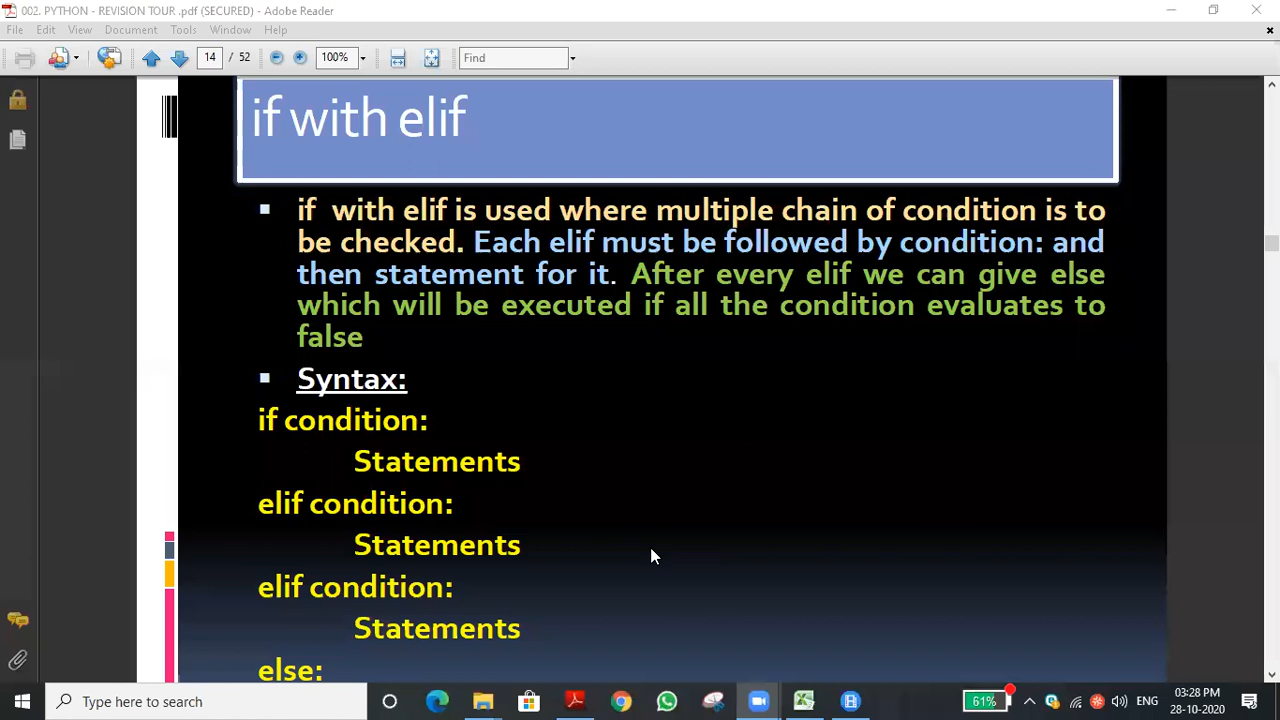 002. PYTHON - REVISION TOUR .pdf (SECURED) - Adobe Reader
File Edit View Document Tools Window Help
14 / 52 100% Find
if with elif
if with elif is used where multiple chain of condition is to
be checked. Each elif must be followed by condition: and
then statement for it. After every elif we can give else
which will be executed if all the condition evaluates to
false
Syntax:
if condition:
Statements
elif condition:
Statements
elif condition:
Statements
else:
Type here to search
61%
ENG
03:28 PM
28-10-2020